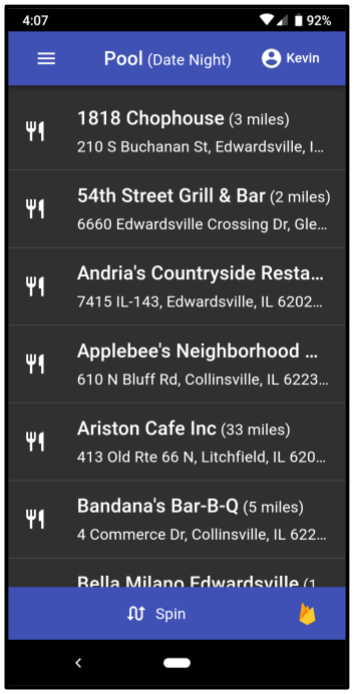 4:07 92%
Pool (Date Night) Kevin
1818 Chophouse (3 miles)
210 S Buchanan St, Edwardsville, I...
54th Street Grill & Bar (2 miles)
6660 Edwardsville Crossing Dr, Gle...
Andria's Countryside Resta...
7415 IL-143, Edwardsville, IL 6202...
Applebee's Neighborhood ...
610 N Bluff Rd, Collinsville, IL 6223...
Ariston Cafe Inc (33 miles)
413 Old Rte 66 N, Litchfield, IL 620...
Bandana's Bar-B-Q (5 miles)
4 Commerce Dr, Collinsville, IL 622...
Bella Milano Edwardsville (1
Spin